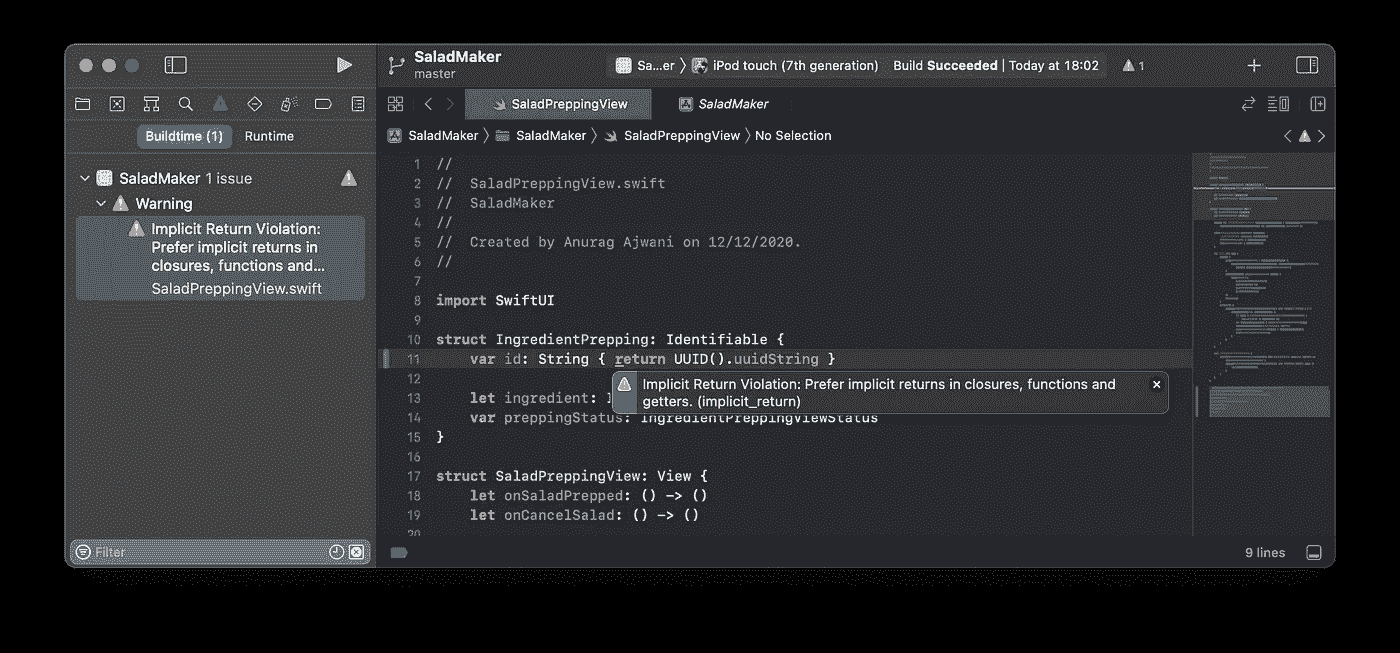 SaladMaker
master
Sa...er 〉 iPod touch (7th generation)
Build Succeeded | Today at 18:02
1
SaladPreppingView
SaladMaker
Buildtime (1)
Runtime
SaladMaker 〉 SaladMaker 〉 SaladPreppingView 〉 No Selection
SaladMaker 1 issue
Warning
Implicit Return Violation:
Prefer implicit returns in
closures, functions and...
SaladPreppingView.swift
Filter
1 //
2 //  SaladPreppingView.swift
3 //  SaladMaker
4 //
5 //  Created by Anurag Ajwani on 12/12/2020.
6 //
7
8 import SwiftUI
9
10 struct IngredientPrepping: Identifiable {
11     var id: String { return UUID().uuidString }
Implicit Return Violation: Prefer implicit returns in closures, functions and
getters. (implicit_return)
12
13     let ingredient:
14     var preppingStatus: IngredientPreppingViewStatus
15 }
16
17 struct SaladPreppingView: View {
18     let onSaladPrepped: () -> ()
19     let onCancelSalad: () -> ()
20
9 lines